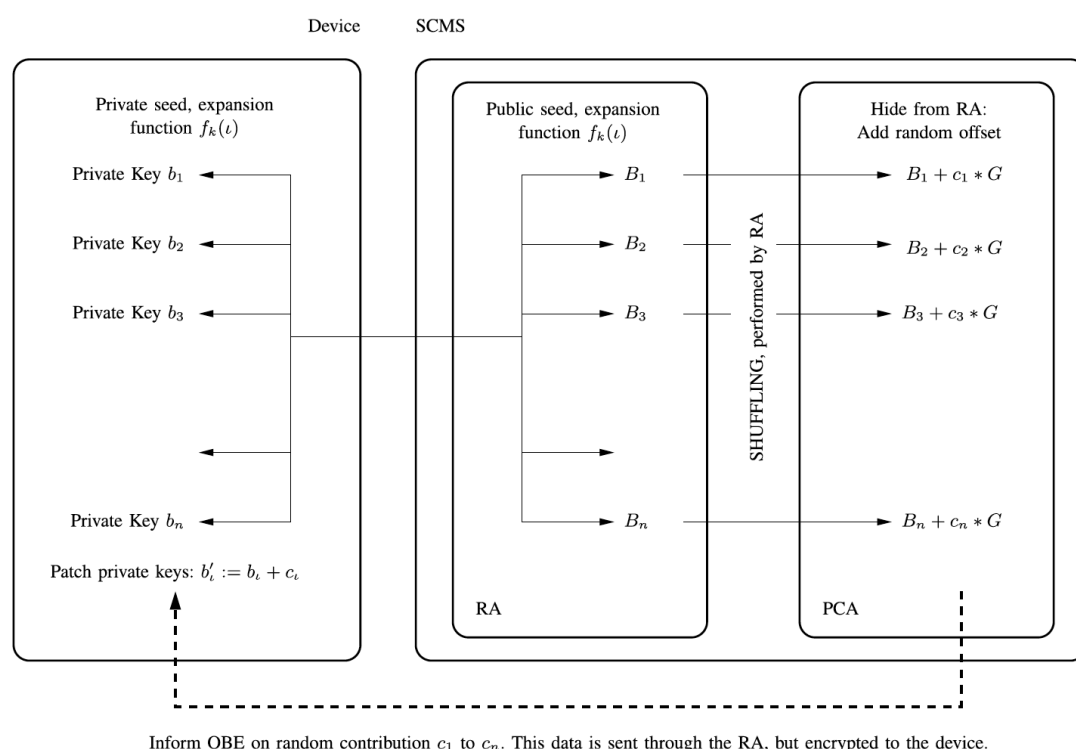 Device
SCMS
Private seed, expansion
function f_k(ι)
Private Key b_1
Private Key b_2
Private Key b_3
Private Key b_n
Patch private keys: b′_ι := b_ι + c_ι
Public seed, expansion
function f_k(ι)
B_1
B_2
B_3
B_n
RA
SHUFFLING, performed by RA
Hide from RA:
Add random offset
B_1 + c_1 ∗ G
B_2 + c_2 ∗ G
B_3 + c_3 ∗ G
B_n + c_n ∗ G
PCA
Inform OBE on random contribution c_1 to c_n. This data is sent through the RA, but encrypted to the device.